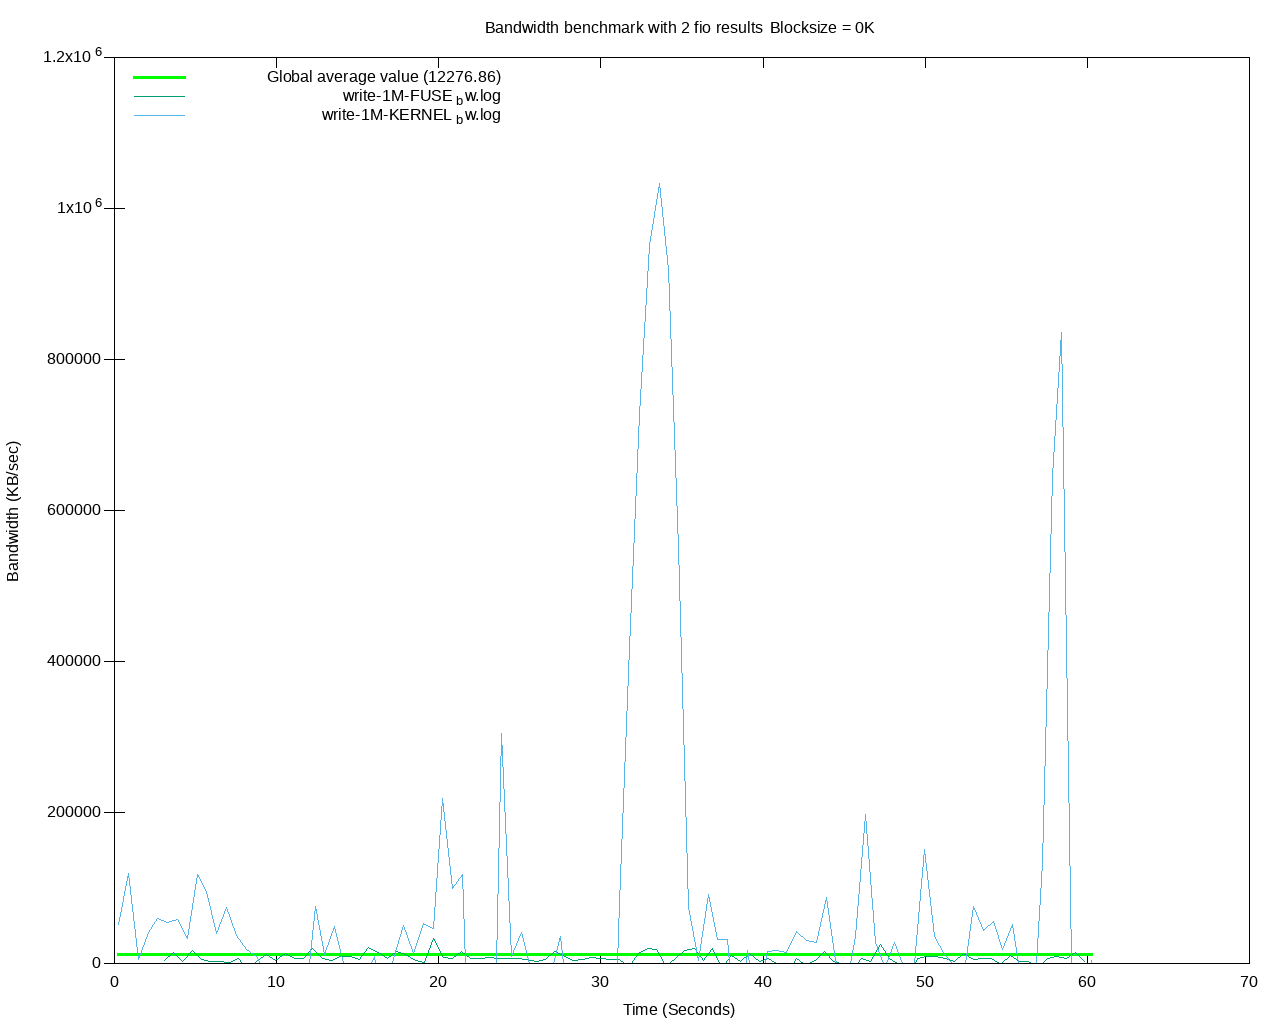 Bandwidth benchmark with 2 fio results Blocksize = 0K
1.2x10 6
Global average value (12276.86)
write-1M-FUSE b w.log
write-1M-KERNEL b w.log
1x10 6
800000
600000
400000
200000
0
Bandwidth (KB/sec)
0 10 20 30 40 50 60 70
Time (Seconds)